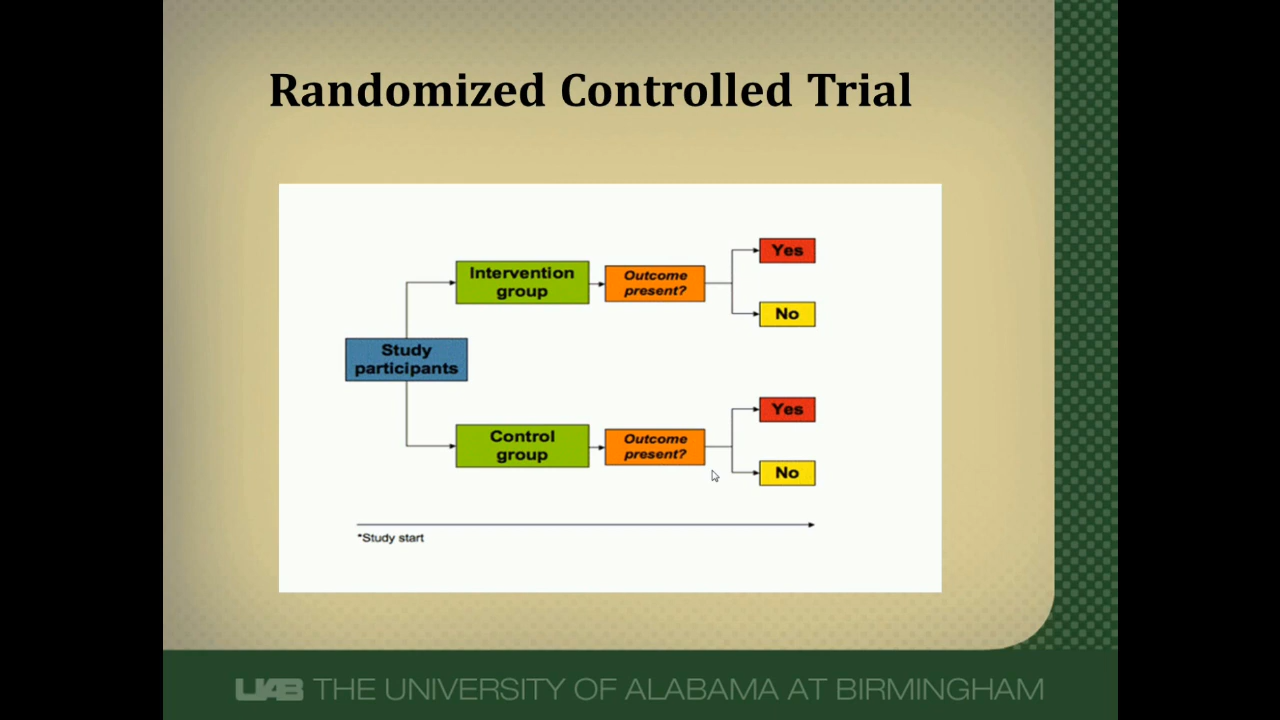 Randomized Controlled Trial
Intervention
group
Outcome
present?
Yes
No
Study
participants
Control
group
Outcome
present?
Yes
No
*Study start
UAB THE UNIVERSITY OF ALABAMA AT BIRMINGHAM